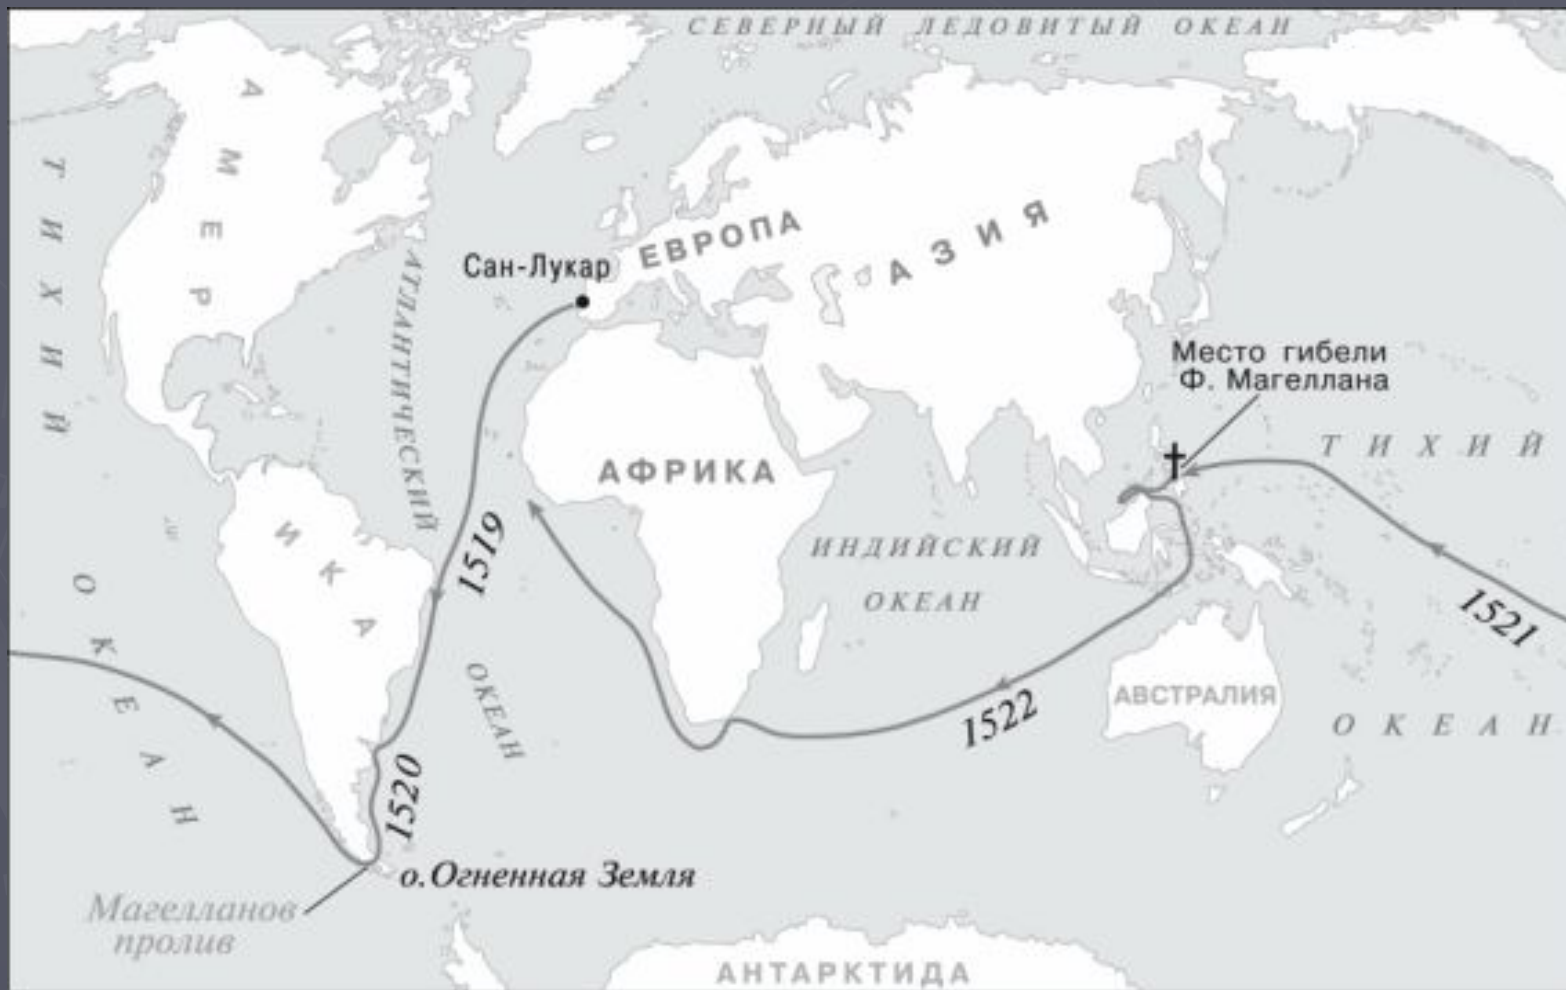 СЕВЕРНЫЙ ЛЕДОВИТЫЙ ОКЕАН
АМЕРИКА
ТИХИЙ
ОКЕАН
АТЛАНТИЧЕСКИЙ
ОКЕАН
Сан-Лукар
ЕВРОПА
АЗИЯ
Место гибели
Ф. Магеллана
ТИХИЙ
ОКЕАН
АФРИКА
ИНДИЙСКИЙ
ОКЕАН
1519
1521
АВСТРАЛИЯ
1522
1520
о. Огненная Земля
Магелланов
пролив
АНТАРКТИДА